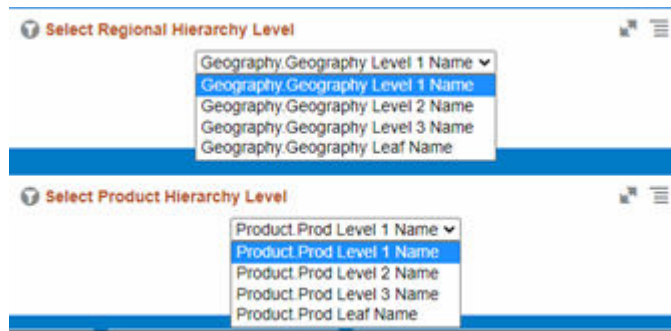 Select Regional Hierarchy Level
Geography.Geography Level 1 Name
Geography.Geography Level 1 Name
Geography.Geography Level 2 Name
Geography.Geography Level 3 Name
Geography.Geography Leaf Name
Select Product Hierarchy Level
Product.Prod Level 1 Name
Product.Prod Level 1 Name
Product.Prod Level 2 Name
Product.Prod Level 3 Name
Product.Prod Leaf Name